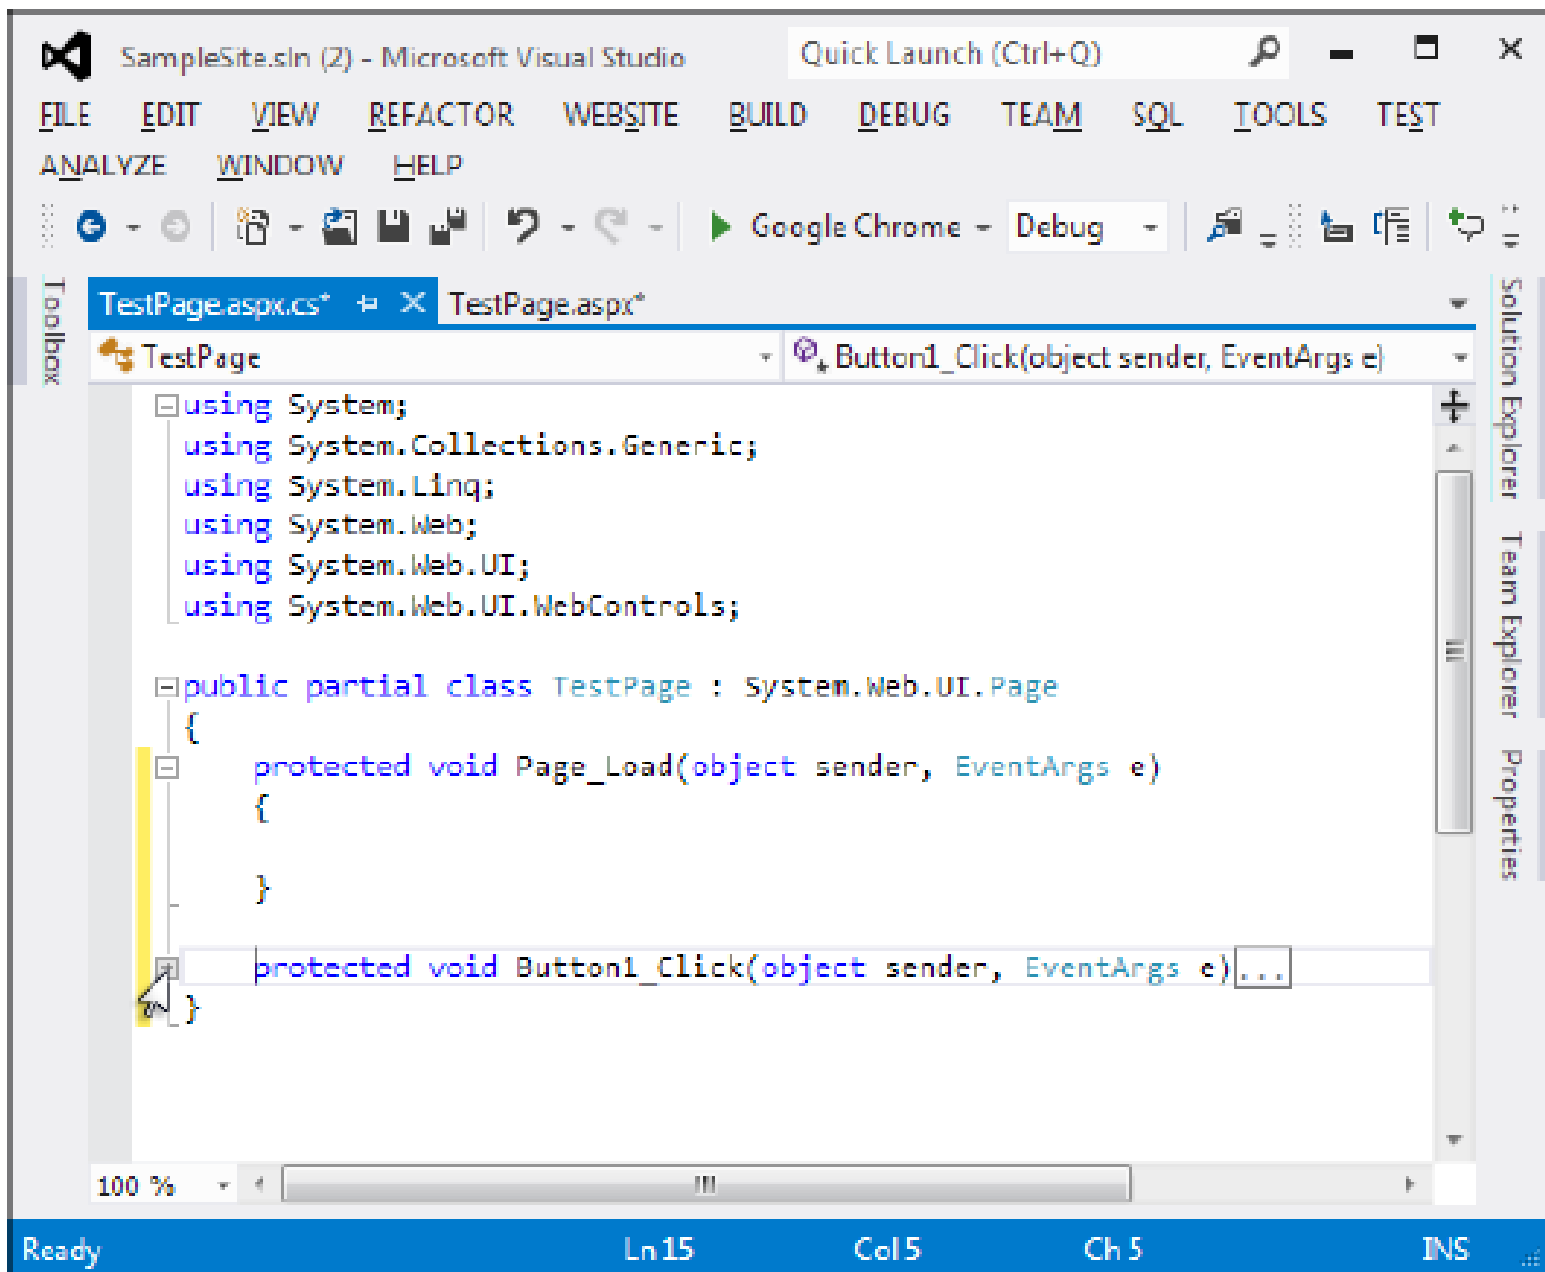 SampleSite.sln (2) - Microsoft Visual Studio
Quick Launch (Ctrl+Q)
FILE EDIT VIEW REFACTOR WEBSITE BUILD DEBUG TEAM SQL TOOLS TEST
ANALYZE WINDOW HELP
Google Chrome Debug
Toolbox
TestPage.aspx.cs* TestPage.aspx*
TestPage Button1_Click(object sender, EventArgs e)
using System;
using System.Collections.Generic;
using System.Linq;
using System.Web;
using System.Web.UI;
using System.Web.UI.WebControls;
public partial class TestPage : System.Web.UI.Page
{
protected void Page_Load(object sender, EventArgs e)
{
}
protected void Button1_Click(object sender, EventArgs e)...
}
Solution Explorer
Team Explorer
Properties
100 %
Ready Ln 15 Col 5 Ch 5 INS